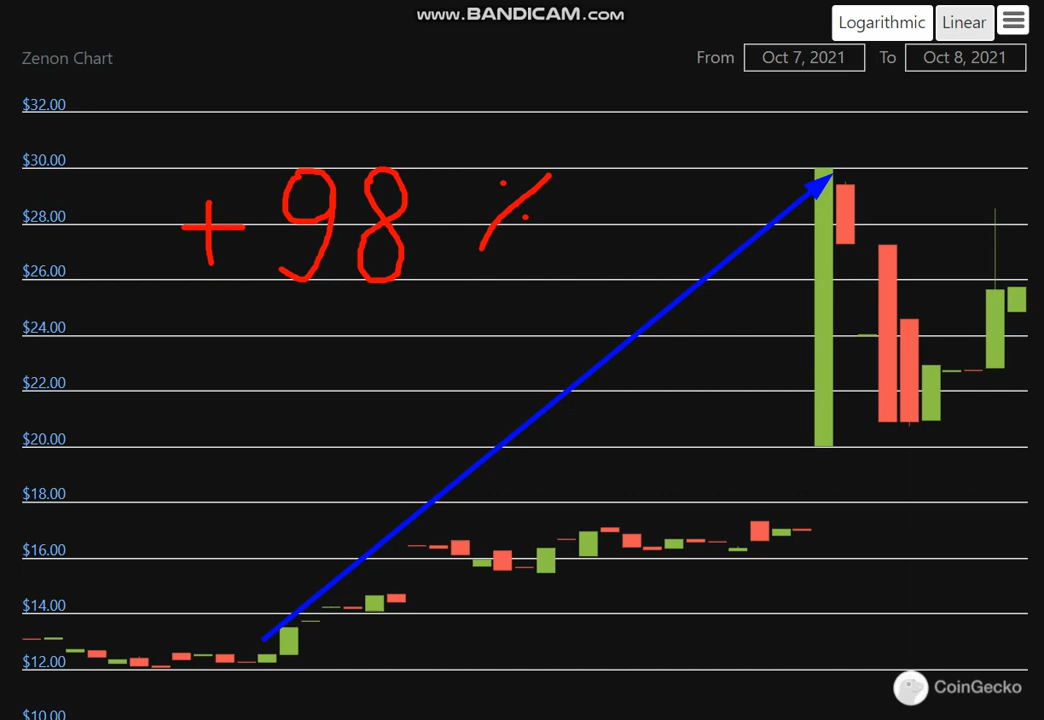 www.BANDICAM.com
Logarithmic Linear
Zenon Chart
From Oct 7, 2021 To Oct 8, 2021
$32.00
$30.00
+98 %
$28.00
$26.00
$24.00
$22.00
$20.00
$18.00
$16.00
$14.00
$12.00
CoinGecko
$10.00